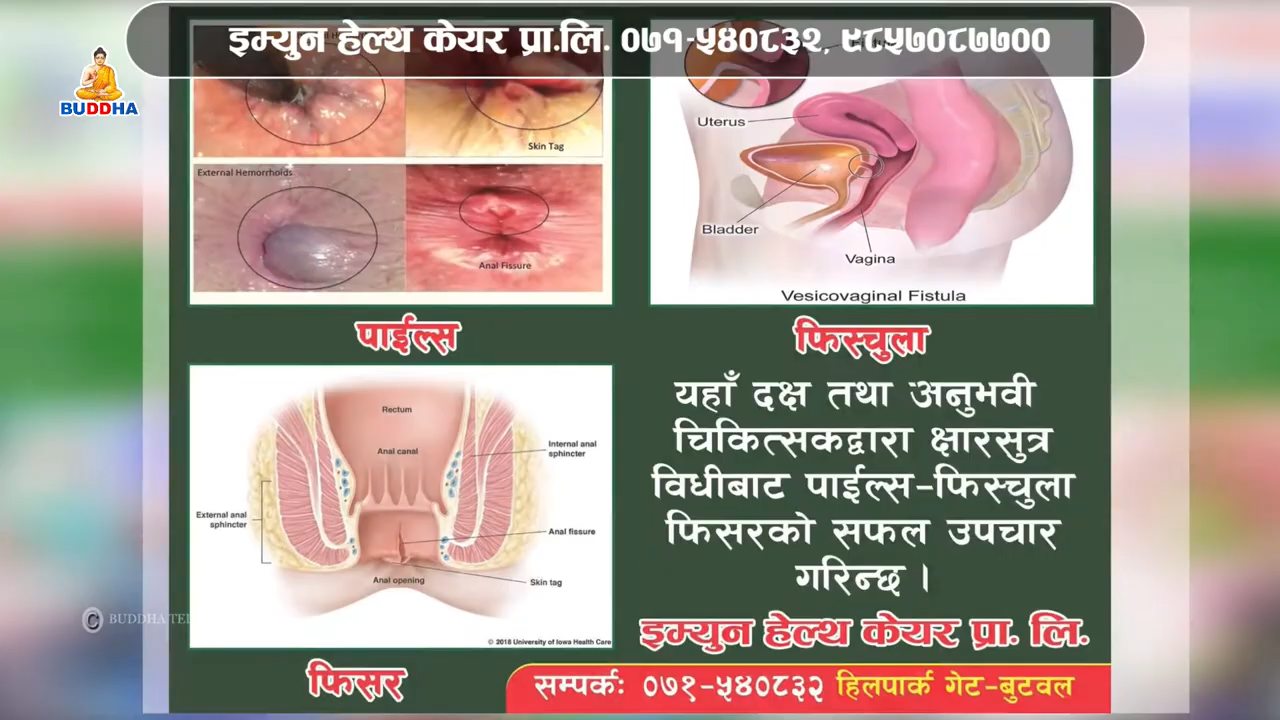 इम्युन हेल्थ केयर प्रा.लि. ०७१-५४०८३२, ९८५७०८७७००
BUDDHA
Skin Tag
External Hemorrhoids
Anal Fissure
Uterus
Bladder
Vagina
Vesicovaginal Fistula
पाईल्स
फिस्चुला
Rectum
Anal canal
Internal anal
sphincter
External anal
sphincter
Anal fissure
Anal opening
Skin tag
© 2016 University of Iowa Health Care
फिसर
यहाँ दक्ष तथा अनुभवी
चिकित्सकद्वारा क्षारसुत्र
विधीबाट पाईल्स-फिस्चुला
फिसरको सफल उपचार
गरिन्छ ।
इम्युन हेल्थ केयर प्रा. लि.
सम्पर्कः ०७१-५४०८३२ हिलपार्क गेट-बुटवल
© BUDDHA